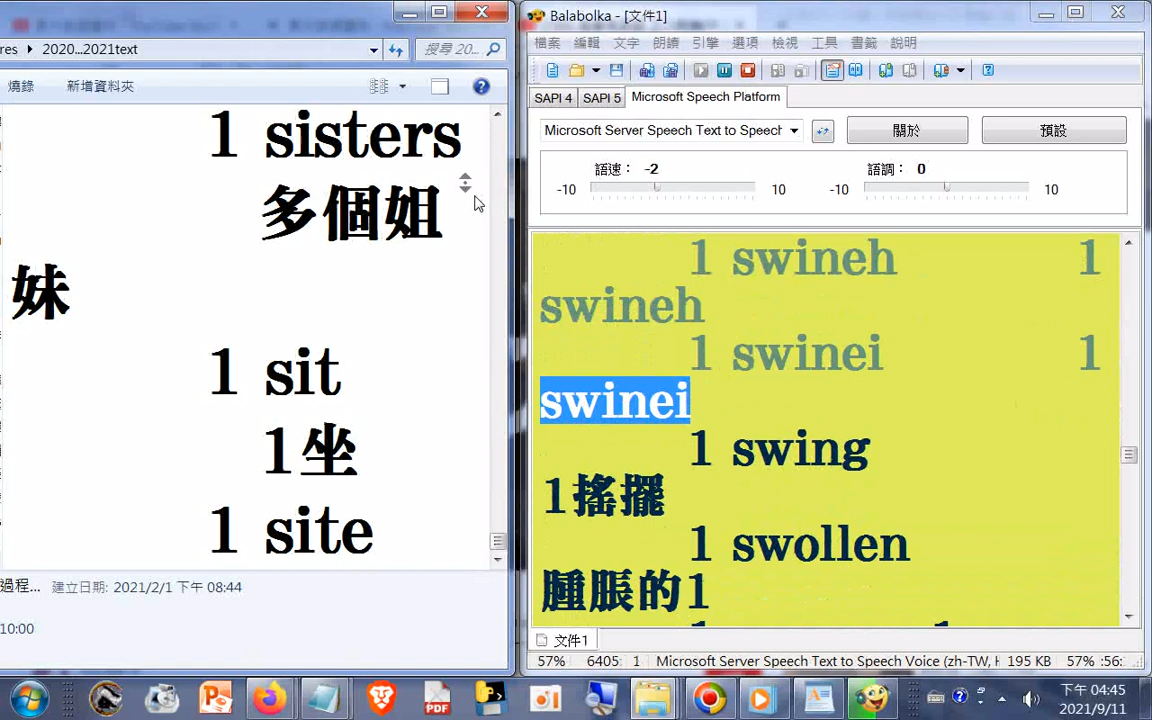 res ▸ 2020...2021text
搜尋 20...
燒錄 新增資料夾
1 sisters
多個姐
妹
1 sit
1坐
1 site
過程... 建立日期: 2021/2/1 下午 08:44
10:00
Balabolka - [文件1]
檔案 編輯 文字 朗讀 引擎 選項 檢視 工具 書籤 說明
SAPI 4 SAPI 5 Microsoft Speech Platform
Microsoft Server Speech Text to Speech 關於 預設
語速： -2 語調： 0
-10 10 -10 10
1 swineh 1
swineh
1 swinei 1
swinei
1 swing
1搖擺
1 swollen
腫脹的1
文件1
57% 6405: 1 Microsoft Server Speech Text to Speech Voice (zh-TW, H 195 KB 57% :56:
PDF
下午 04:45
2021/9/11